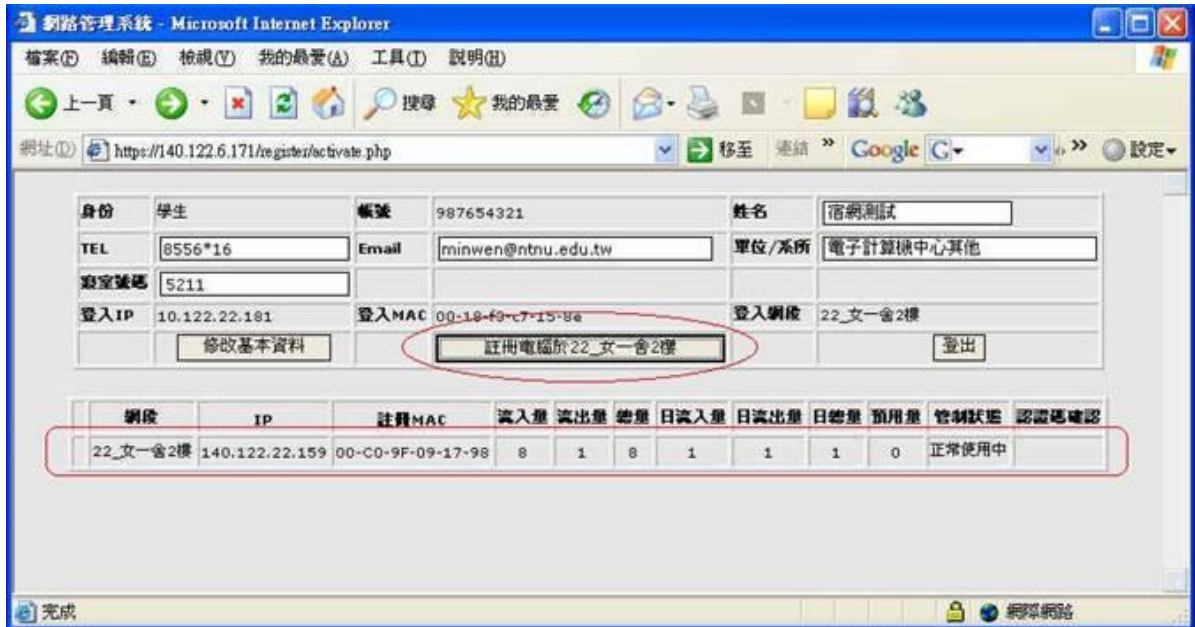 網路管理系統 - Microsoft Internet Explorer
檔案(F) 編輯(E) 檢視(V) 我的最愛(A) 工具(T) 說明(H)
上一頁 搜尋 我的最愛
網址(D) https://140.122.6.171/register/activate.php 移至 連結 » Google G 設定
身份 學生 帳號 987654321 姓名 宿網測試
TEL 8556*16 Email minwen@ntnu.edu.tw 單位/系所 電子計算機中心其他
寢室號碼 5211
登入IP 10.122.22.181 登入MAC 00-18-f3-c7-15-8e 登入網段 22_女一舍2樓
修改基本資料 註冊電腦於22_女一舍2樓 登出
網段 IP 註冊MAC 流入量 流出量 總量 日流入量 日流出量 日總量 預用量 管制狀態 認證碼確認
22_女一舍2樓 140.122.22.159 00-C0-9F-09-17-98 8 1 8 1 1 1 0 正常使用中
完成 網際網路